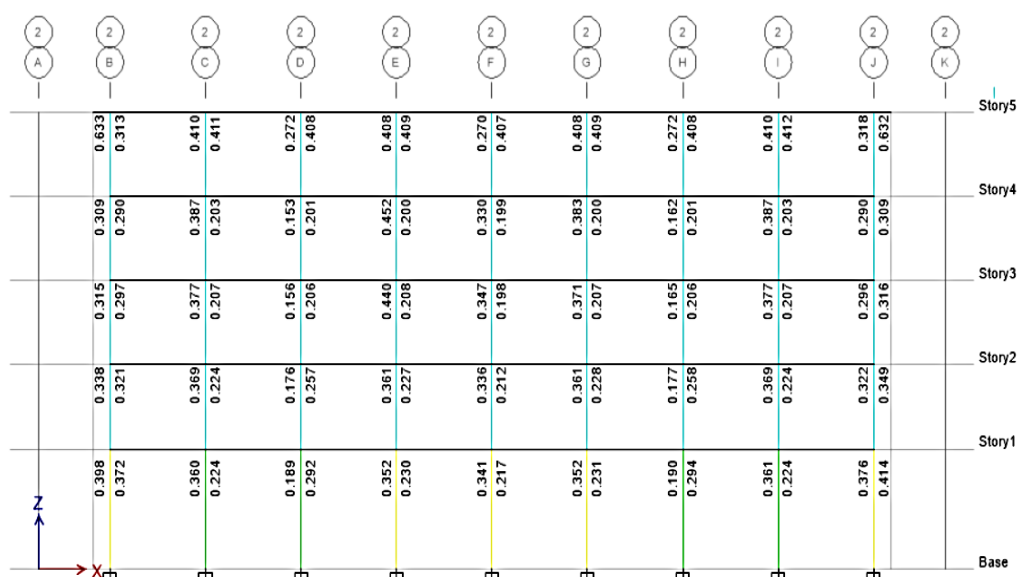 2 2 2 2 2 2 2 2 2 2 2
A B C D E F G H I J K
Story5
0.633 0.313 0.410 0.411 0.272 0.408 0.408 0.409 0.270 0.407 0.408 0.409 0.272 0.408 0.410 0.412 0.318 0.632
Story4
0.309 0.290 0.387 0.203 0.153 0.201 0.452 0.200 0.330 0.199 0.383 0.200 0.162 0.201 0.387 0.203 0.290 0.309
Story3
0.315 0.297 0.377 0.207 0.156 0.206 0.440 0.208 0.347 0.198 0.371 0.207 0.165 0.206 0.377 0.207 0.296 0.316
Story2
0.338 0.321 0.369 0.224 0.176 0.257 0.361 0.227 0.336 0.212 0.361 0.228 0.177 0.258 0.369 0.224 0.322 0.349
Story1
0.398 0.372 0.360 0.224 0.189 0.292 0.352 0.230 0.341 0.217 0.352 0.231 0.190 0.294 0.361 0.224 0.376 0.414
Z
Base
X